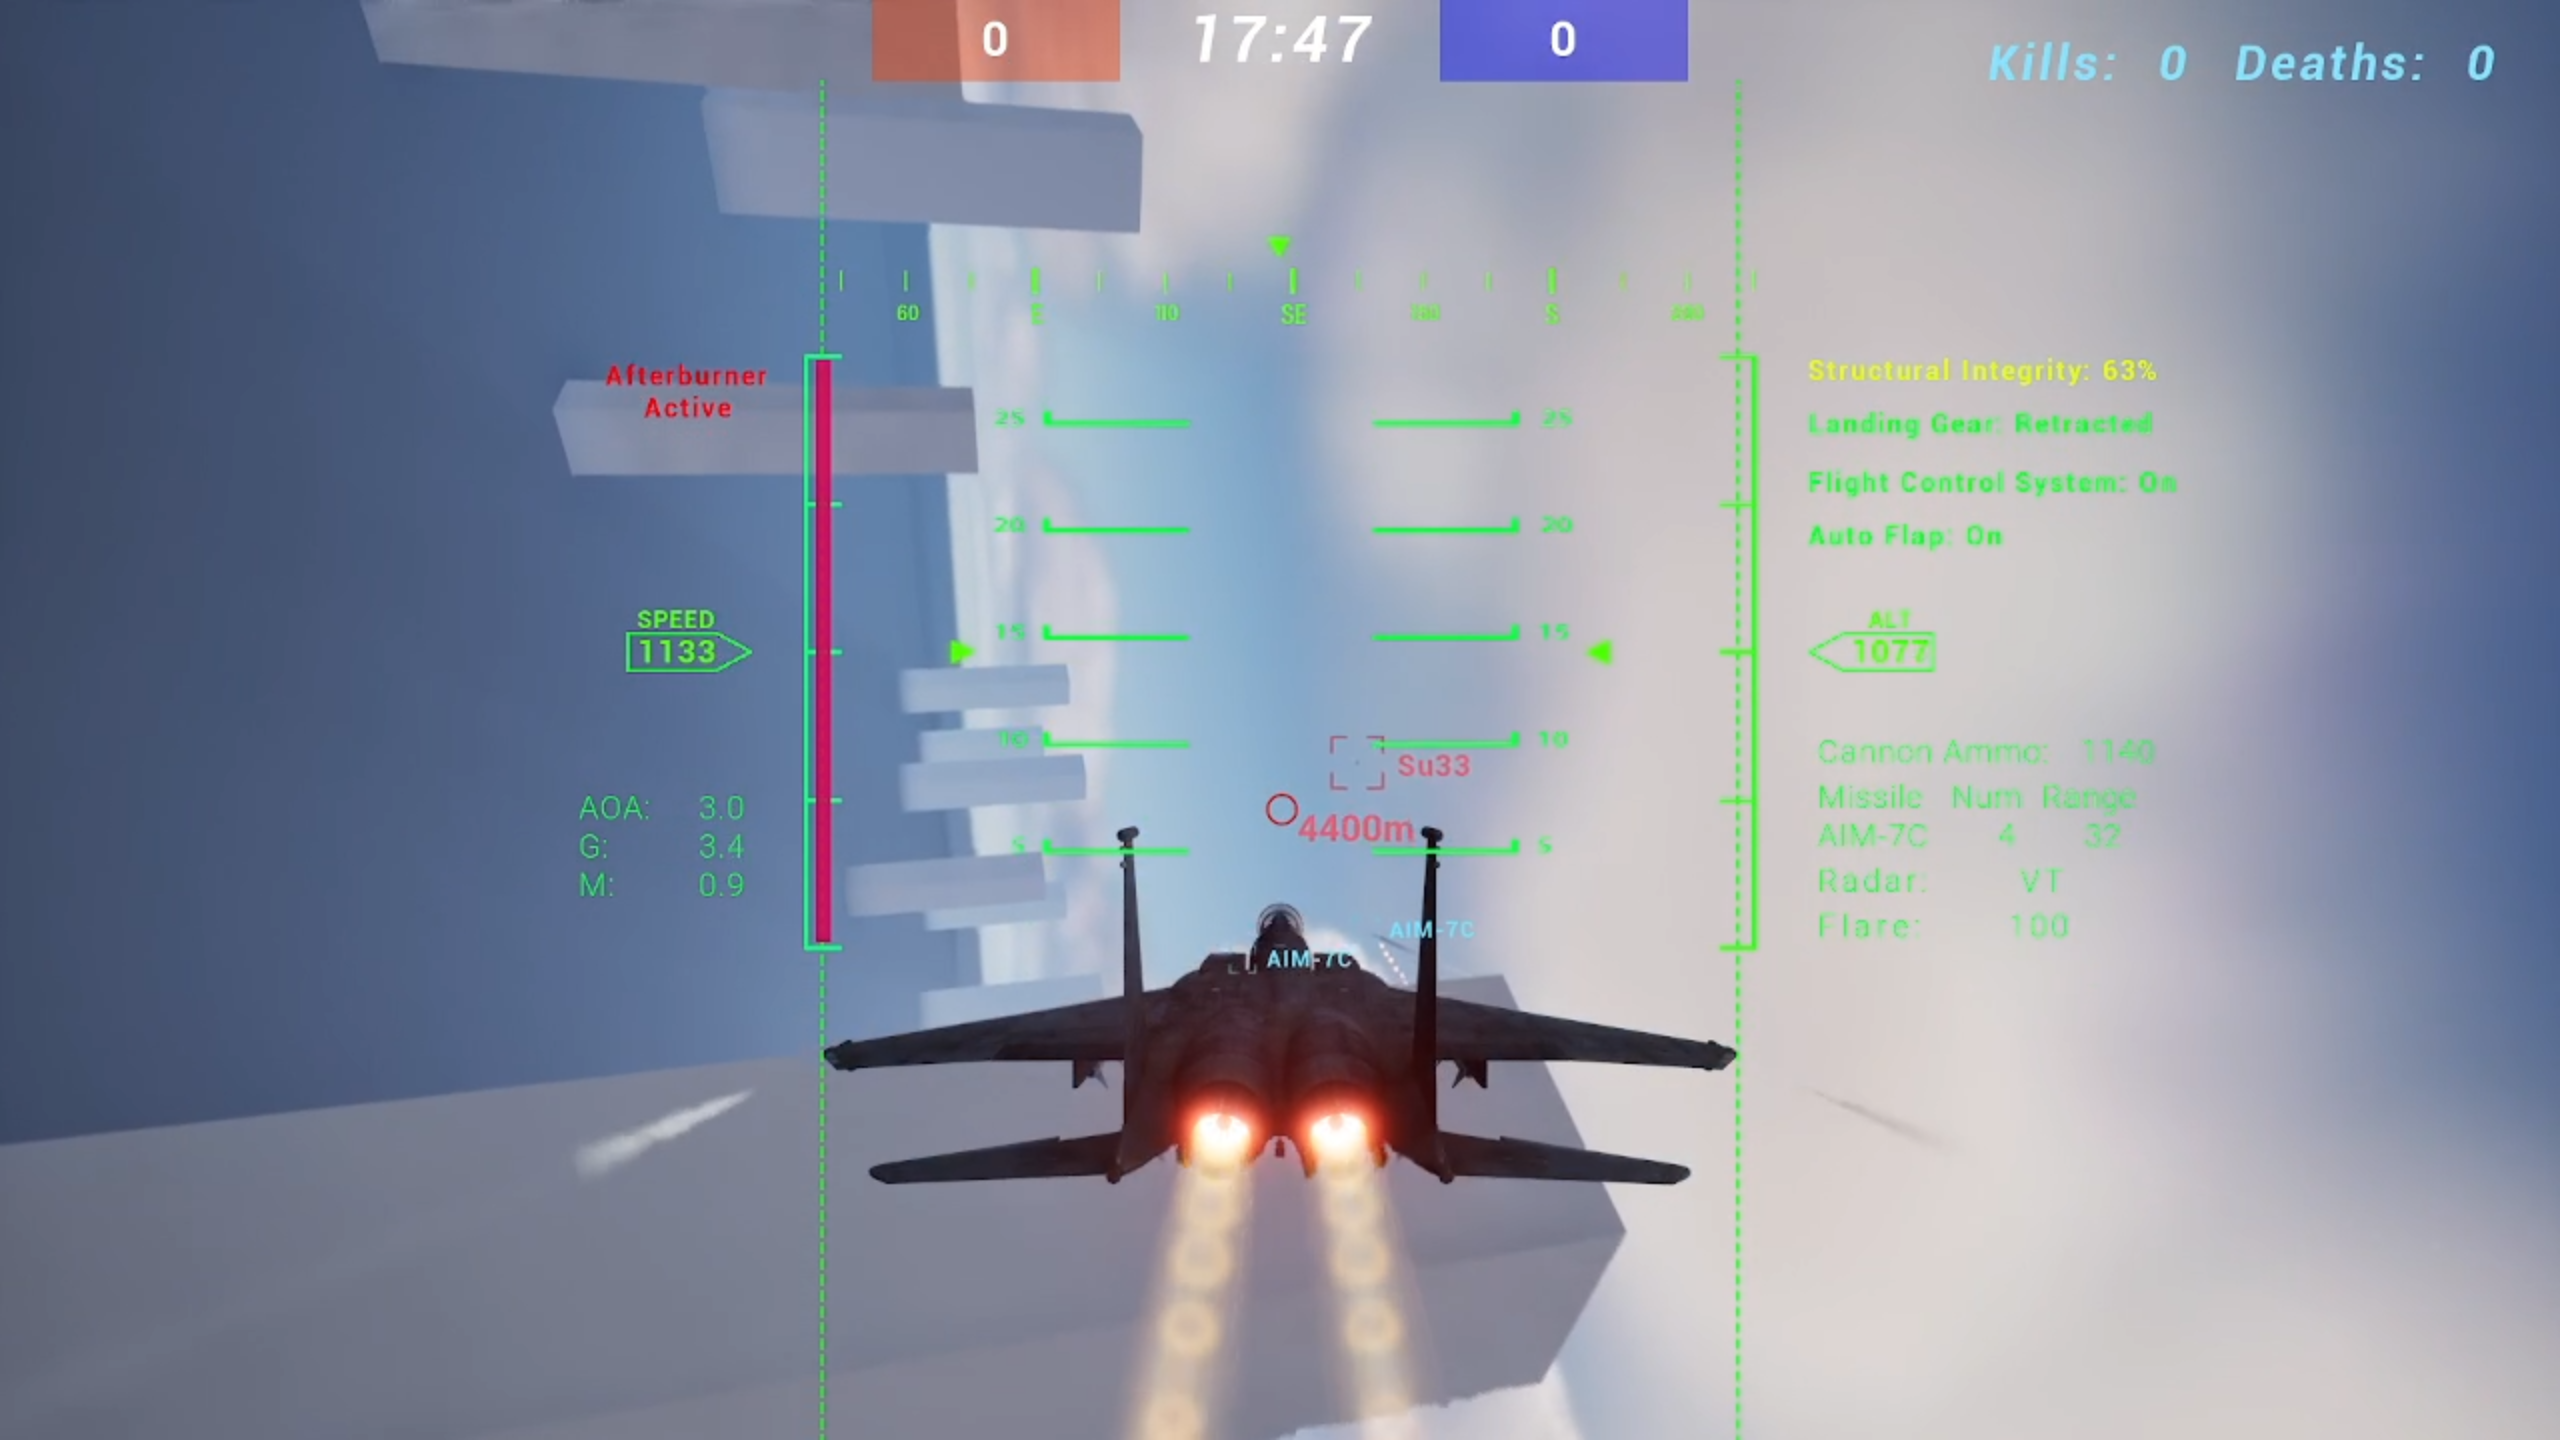 0 17:47 0
Kills: 0 Deaths: 0
60 E 110 SE S
Afterburner
Active
Structural Integrity: 63%
Landing Gear: Retracted
Flight Control System: On
Auto Flap: On
25 25
20 20
15 15
10 10
5 5
SPEED
1133
ALT
1077
Su33
4400m
AOA: 3.0
G: 3.4
M: 0.9
Cannon Ammo: 1140
Missile Num Range
AIM-7C 4 32
Radar: VT
Flare: 100
AIM-7C
AIM-7C